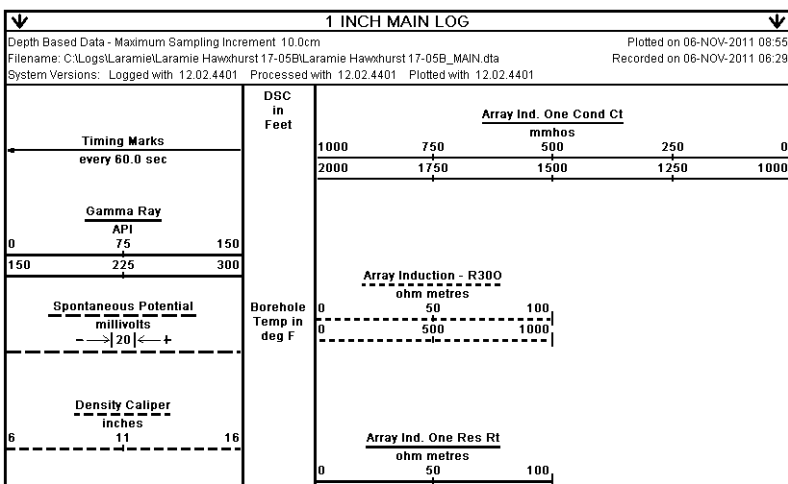 1 INCH MAIN LOG
Depth Based Data - Maximum Sampling Increment 10.0cm
Plotted on 06-NOV-2011 08:55
Filename: C:\Logs\Laramie\Laramie Hawxhurst 17-05B\Laramie Hawxhurst 17-05B_MAIN.dta
Recorded on 06-NOV-2011 06:29
System Versions: Logged with 12.02.4401 Processed with 12.02.4401 Plotted with 12.02.4401
Timing Marks
every 60.0 sec
Gamma Ray
API
0 75 150
150 225 300
Spontaneous Potential
millivolts
- 20 +
Density Caliper
inches
6 11 16
DSC
in
Feet
Borehole
Temp in
deg F
Array Ind. One Cond Ct
mmhos
1000 750 500 250 0
2000 1750 1500 1250 1000
Array Induction - R300
ohm metres
0 50 100
0 500 1000
Array Ind. One Res Rt
ohm metres
0 50 100